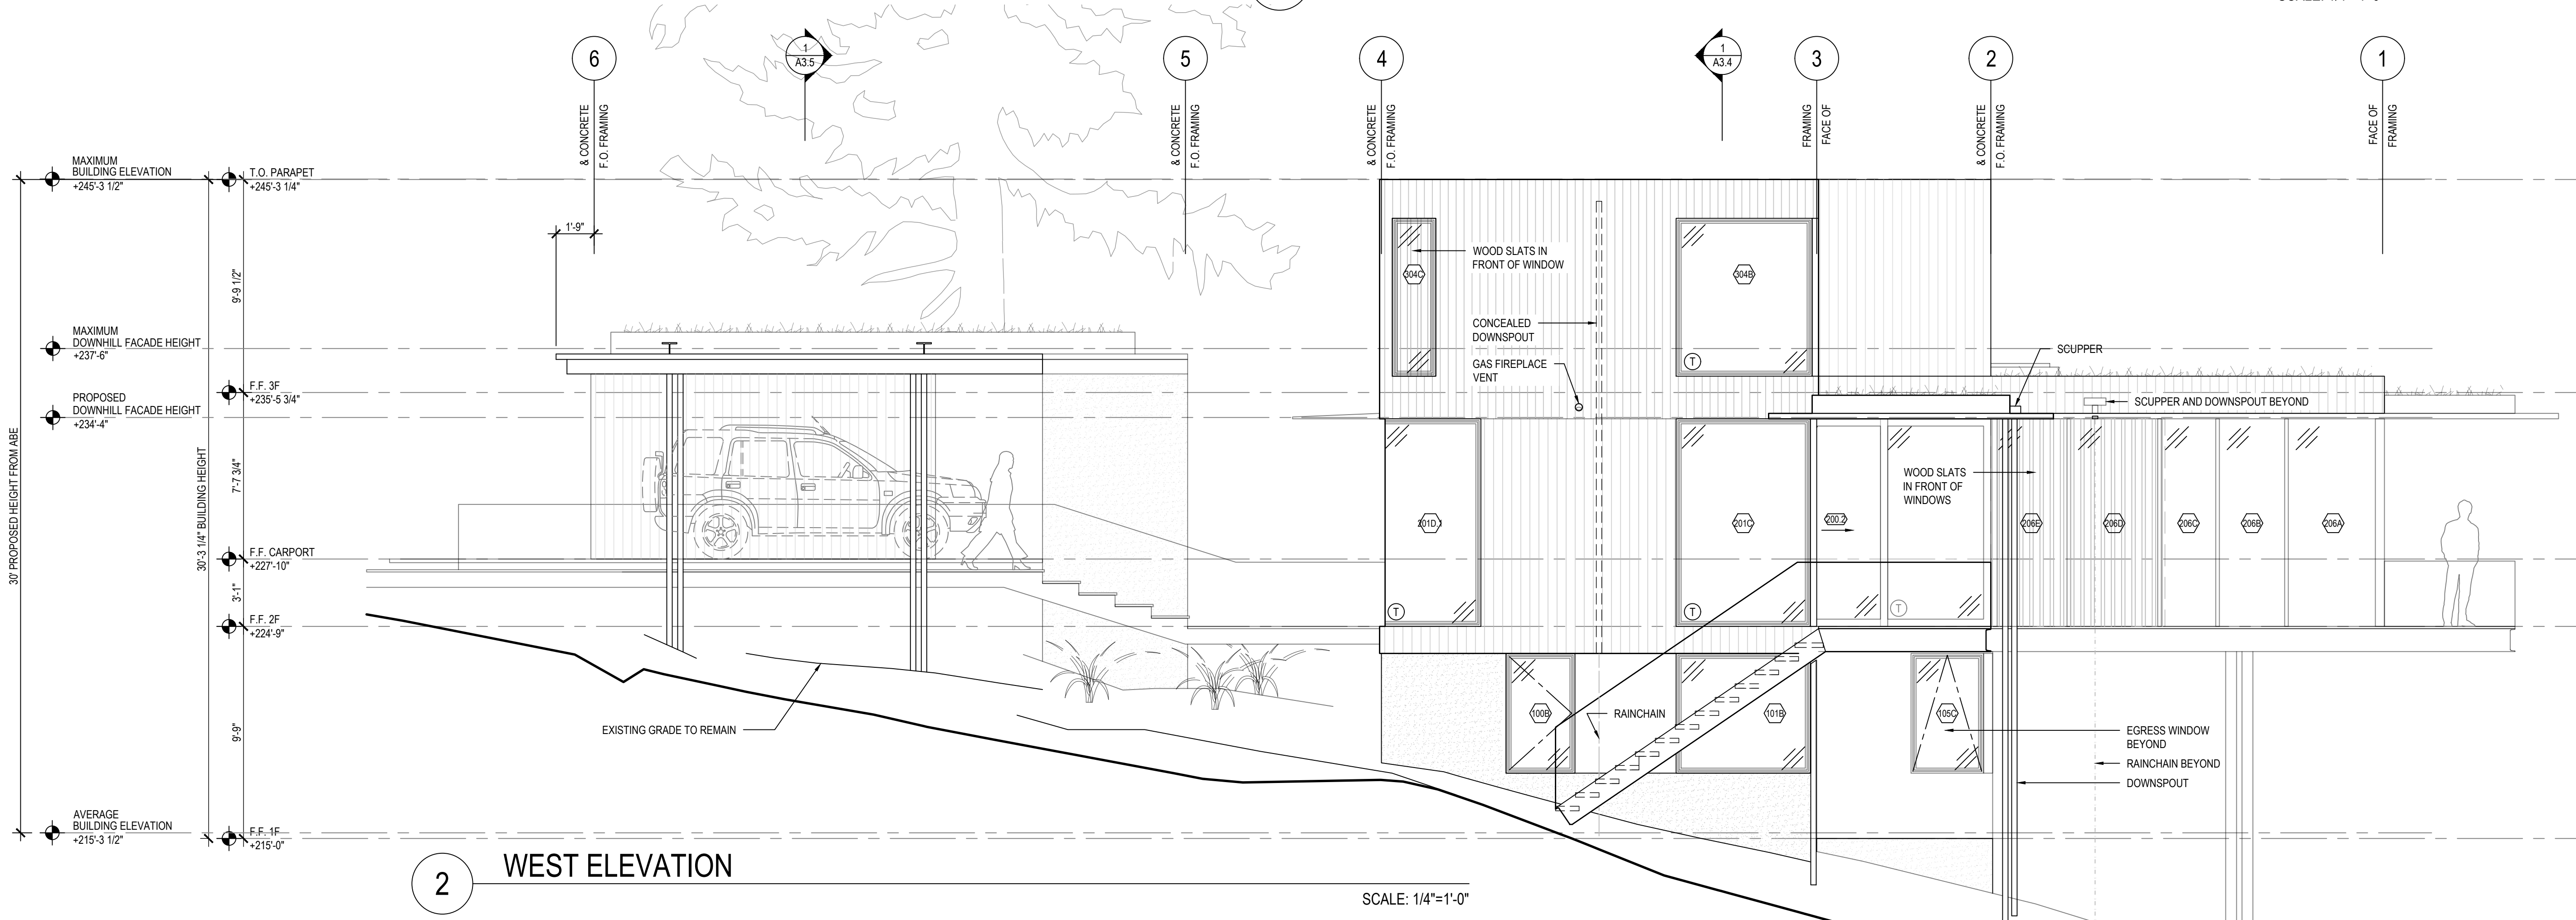 6
1
A3.5
5
4
1
A3.4
3
2
1
& CONCRETE
F.O. FRAMING
& CONCRETE
F.O. FRAMING
& CONCRETE
F.O. FRAMING
FRAMING
FACE OF
& CONCRETE
F.O. FRAMING
FACE OF
FRAMING
MAXIMUM
BUILDING ELEVATION
+245'-3 1/2"
T.O. PARAPET
+245'-3 1/4"
1'-9"
9'-9 1/2"
MAXIMUM
DOWNHILL FACADE HEIGHT
+237'-6"
F.F. 3F
+235'-5 3/4"
PROPOSED
DOWNHILL FACADE HEIGHT
+234'-4"
7'-7 3/4"
30'-3 1/4" BUILDING HEIGHT
30' PROPOSED HEIGHT FROM ABE
F.F. CARPORT
+227'-10"
3'-1"
F.F. 2F
+224'-9"
9'-9"
AVERAGE
BUILDING ELEVATION
+215'-3 1/2"
F.F. 1F
+215'-0"
304C
WOOD SLATS IN
FRONT OF WINDOW
304B
CONCEALED
DOWNSPOUT
GAS FIREPLACE
VENT
T
SCUPPER
SCUPPER AND DOWNSPOUT BEYOND
WOOD SLATS
IN FRONT OF
WINDOWS
201D.1
201C
200.2
206E
206D
206C
206B
206A
T
T
T
EXISTING GRADE TO REMAIN
100B
RAINCHAIN
101B
105C
EGRESS WINDOW
BEYOND
RAINCHAIN BEYOND
DOWNSPOUT
2
WEST ELEVATION
SCALE: 1/4"=1'-0"